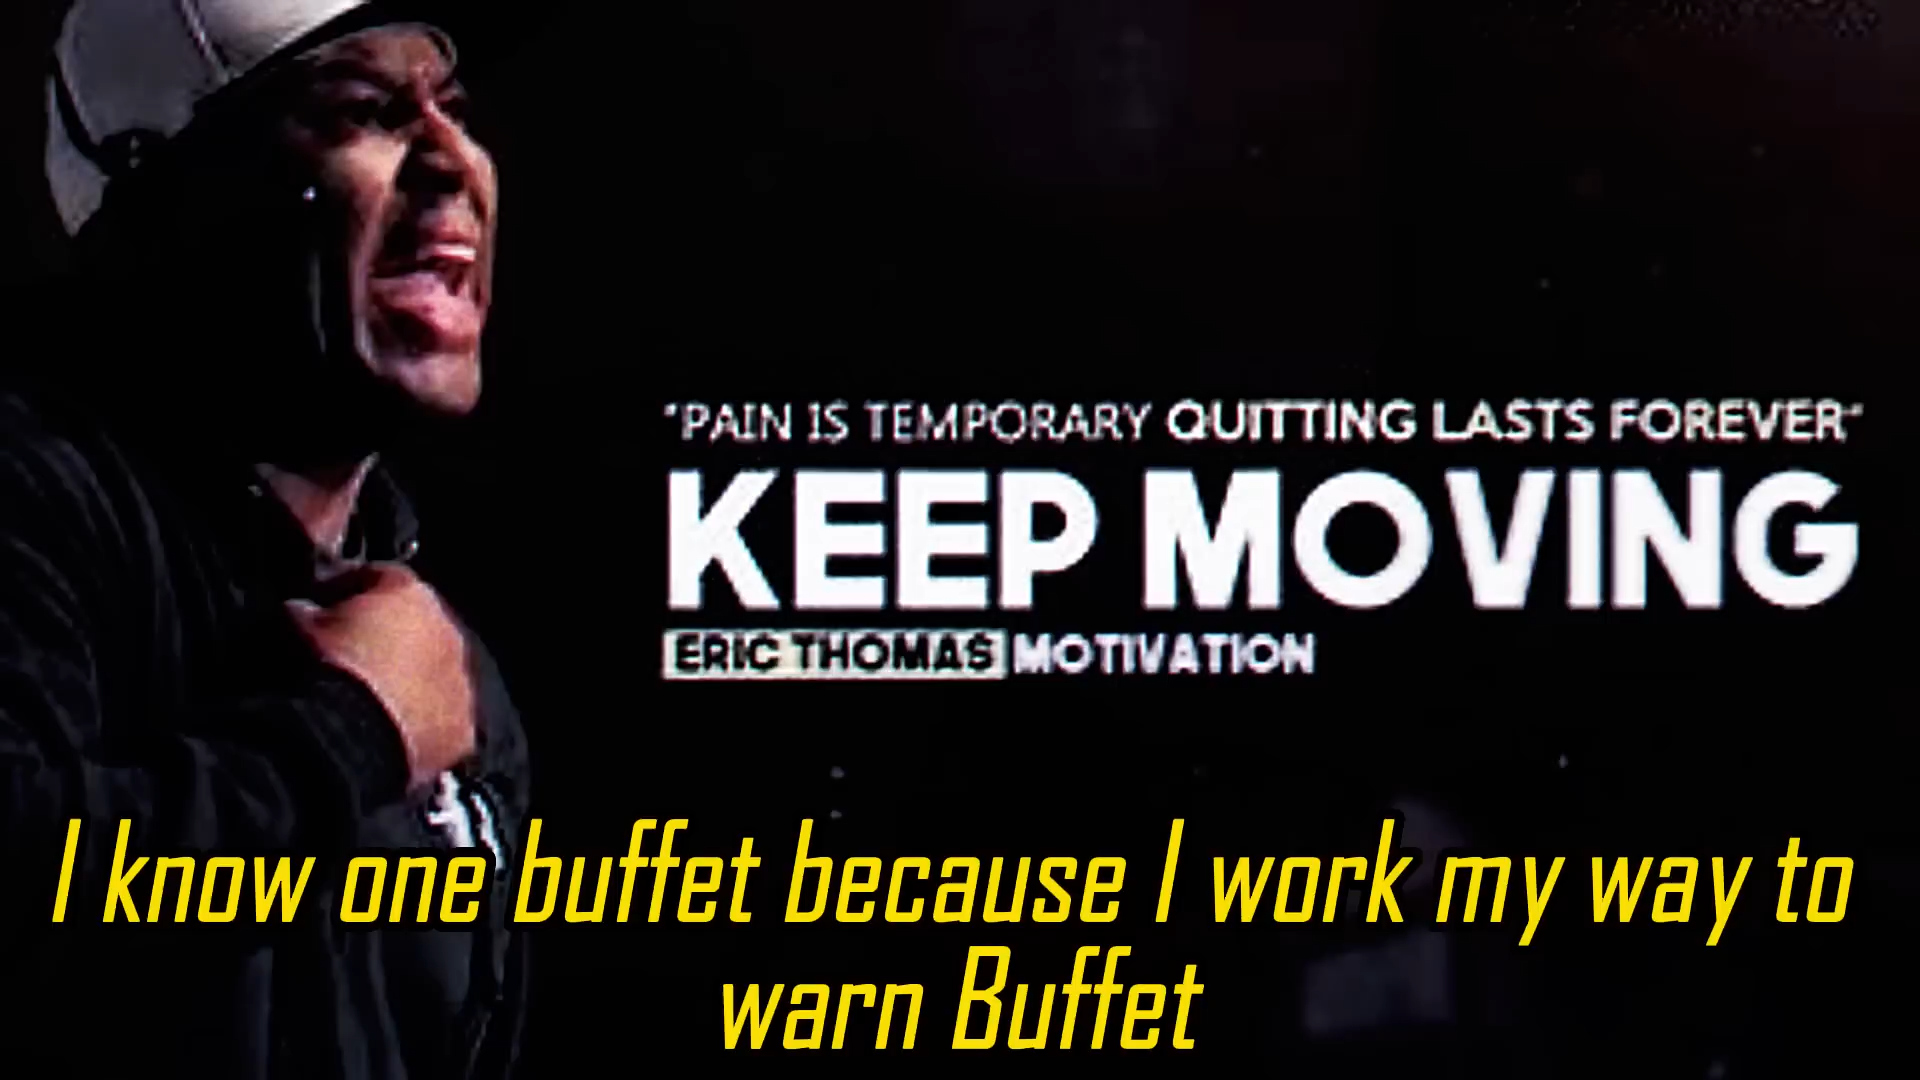 "PAIN IS TEMPORARY QUITTING LASTS FOREVER"
KEEP MOVING
ERIC THOMAS MOTIVATION
I know one buffet because I work my way to
warn Buffet